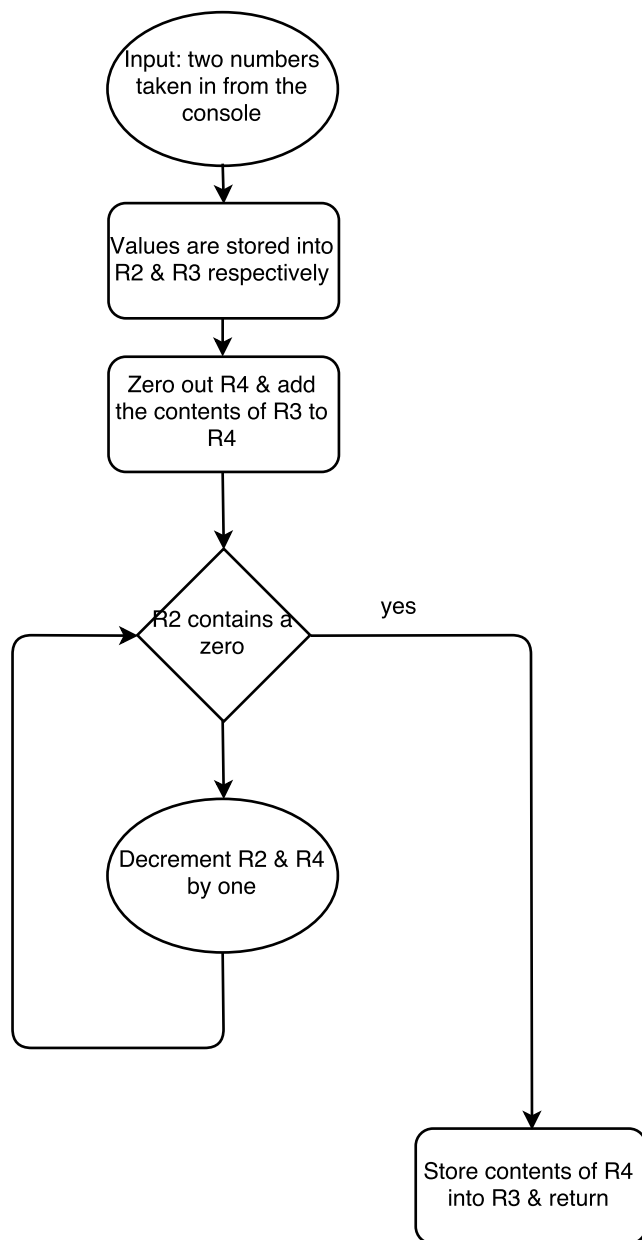 Input: two numbers
taken in from the
console
Values are stored into
R2 & R3 respectively
Zero out R4 & add
the contents of R3 to
R4
R2 contains a
zero
yes
Decrement R2 & R4
by one
Store contents of R4
into R3 & return